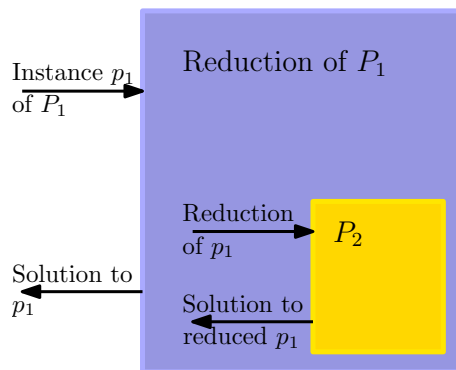 Reduction of P₁
Instance p₁
of P₁
Reduction
of p₁
P₂
Solution to
p₁
Solution to
reduced p₁